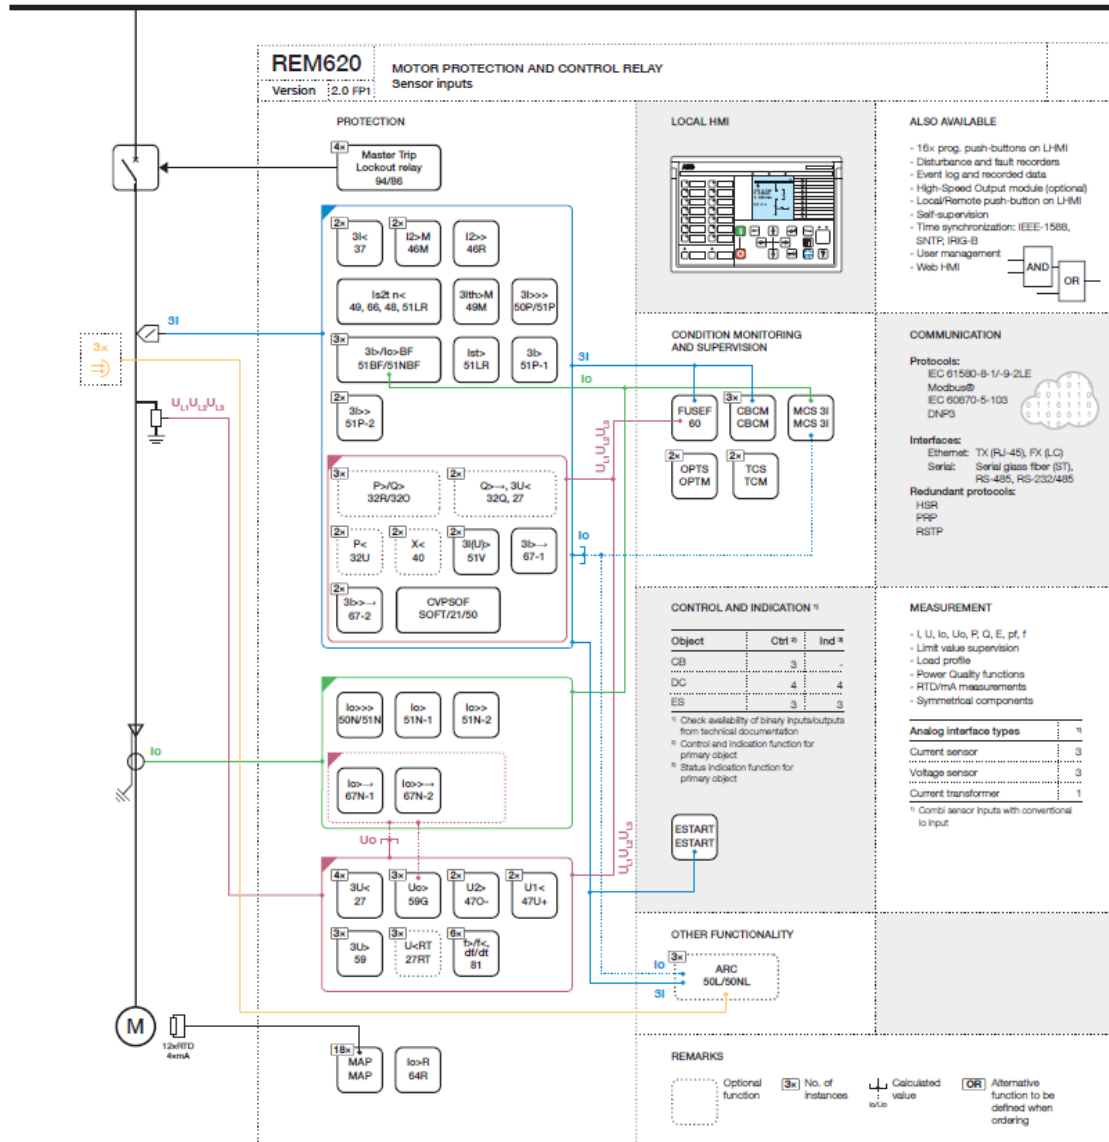 REM620
MOTOR PROTECTION AND CONTROL RELAY
Sensor inputs
Version 2.0 FP1
PROTECTION
4×
Master Trip
Lockout relay
94/86
2×
3I<
37
2×
I2>M
46M
I2>>
46R
Is2t n<
49, 66, 48, 51LR
3Ith>M
49M
3I>>>
50P/51P
3×
3I>/Io>BF
51BF/51NBF
Ist>
51LR
3I>
51P-1
2×
3I>>
51P-2
3×
P>/Q>
32R/32O
2×
Q>→, 3U<
32Q, 27
2×
P<
32U
2×
X<
40
2×
3I(U)>
51V
3I>→
67-1
2×
3I>>→
67-2
CVPSOF
SOFT/21/50
Io>>>
50N/51N
Io>
51N-1
Io>>
51N-2
Io>→
67N-1
Io>>→
67N-2
Uo
4×
3U<
27
3×
Uo>
59G
2×
U2>
47O-
2×
U1<
47U+
3×
3U>
59
3×
U<RT
27RT
6×
f>/f<,
df/dt
81
18×
MAP
MAP
Io>R
64R
3I
3×
UL1UL2UL3
Io
M
12xRTD
4xmA
3I
Io
UL1UL2UL3
Io
UL1UL2UL3
LOCAL HMI
ABB
CONDITION MONITORING
AND SUPERVISION
FUSEF
60
3×
CBCM
CBCM
MCS 3I
MCS 3I
2×
OPTS
OPTM
2×
TCS
TCM
CONTROL AND INDICATION 1)
Object Ctrl 2) Ind 3)
CB 3 -
DC 4 4
ES 3 3
1) Check availability of binary inputs/outputs
from technical documentation
2) Control and indication function for
primary object
3) Status indication function for
primary object
ESTART
ESTART
OTHER FUNCTIONALITY
3×
ARC
50L/50NL
Io
3I
ALSO AVAILABLE
- 16× prog. push-buttons on LHMI
- Disturbance and fault recorders
- Event log and recorded data
- High-Speed Output module (optional)
- Local/Remote push-button on LHMI
- Self-supervision
- Time synchronization: IEEE-1588,
SNTP, IRIG-B
- User management
- Web HMI
AND
OR
COMMUNICATION
Protocols:
IEC 61580-8-1/-9-2LE
Modbus®
IEC 60870-5-103
DNP3
Interfaces:
Ethernet: TX (RJ-45), FX (LC)
Serial: Serial glass fiber (ST),
RS-485, RS-232/485
Redundant protocols:
HSR
PRP
RSTP
MEASUREMENT
- I, U, Io, Uo, P, Q, E, pf, f
- Limit value supervision
- Load profile
- Power Quality functions
- RTD/mA measurements
- Symmetrical components
Analog interface types 1)
Current sensor 3
Voltage sensor 3
Current transformer 1
1) Combi sensor inputs with conventional
Io input
REMARKS
Optional
function
3× No. of
instances
Io/Uo
Calculated
value
OR Alternative
function to be
defined when
ordering